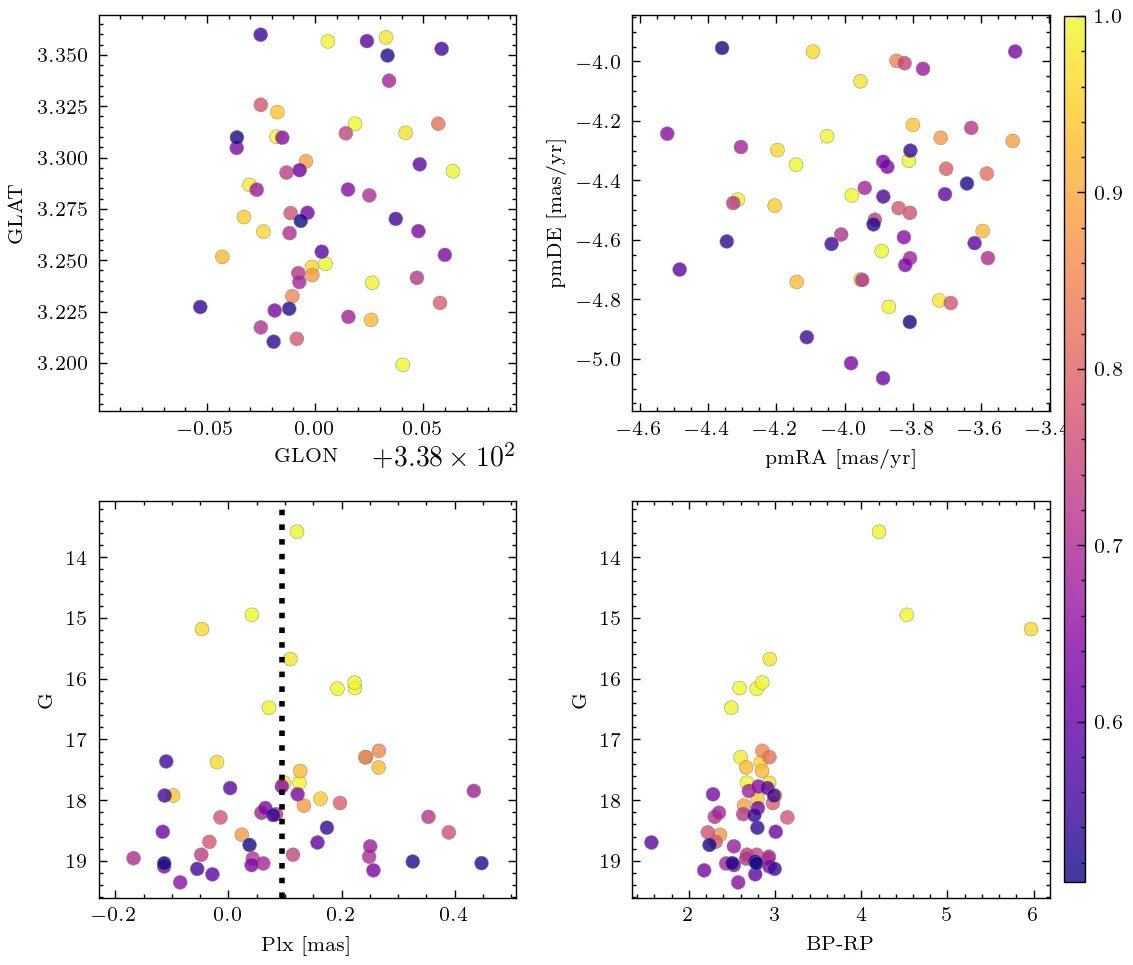 3.350
3.325
3.300
3.275
3.250
3.225
3.200
GLAT
−0.05 0.00 0.05
GLON +3.38 × 10²
−4.0
−4.2
−4.4
−4.6
−4.8
−5.0
pmDE [mas/yr]
−4.6 −4.4 −4.2 −4.0 −3.8 −3.6 −3.4
pmRA [mas/yr]
1.0
0.9
0.8
0.7
0.6
14
15
16
17
18
19
G
−0.2 0.0 0.2 0.4
Plx [mas]
14
15
16
17
18
19
G
2 3 4 5 6
BP-RP